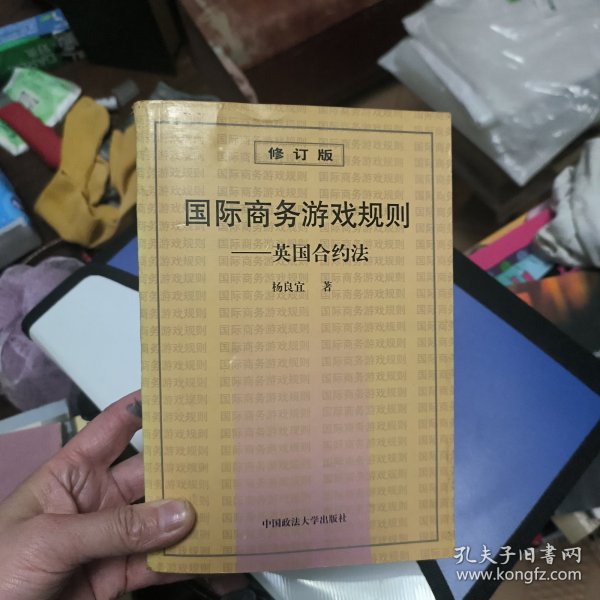 修订版
国际商务游戏规则
——英国合约法
杨良宜 著
中国政法大学出版社
孔夫子旧书网
www.kongfz.com